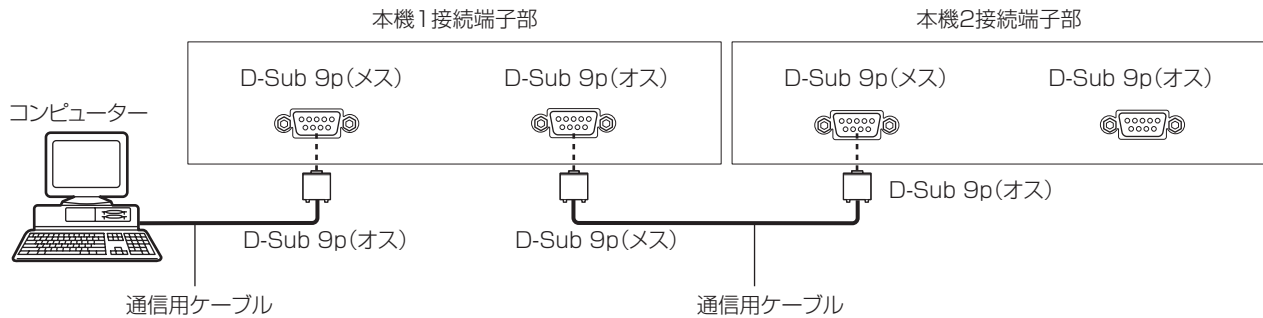 本機1接続端子部
本機2接続端子部
D-Sub 9p(メス)
D-Sub 9p(オス)
D-Sub 9p(メス)
D-Sub 9p(オス)
コンピューター
D-Sub 9p(オス)
D-Sub 9p(オス)
D-Sub 9p(メス)
通信用ケーブル
通信用ケーブル